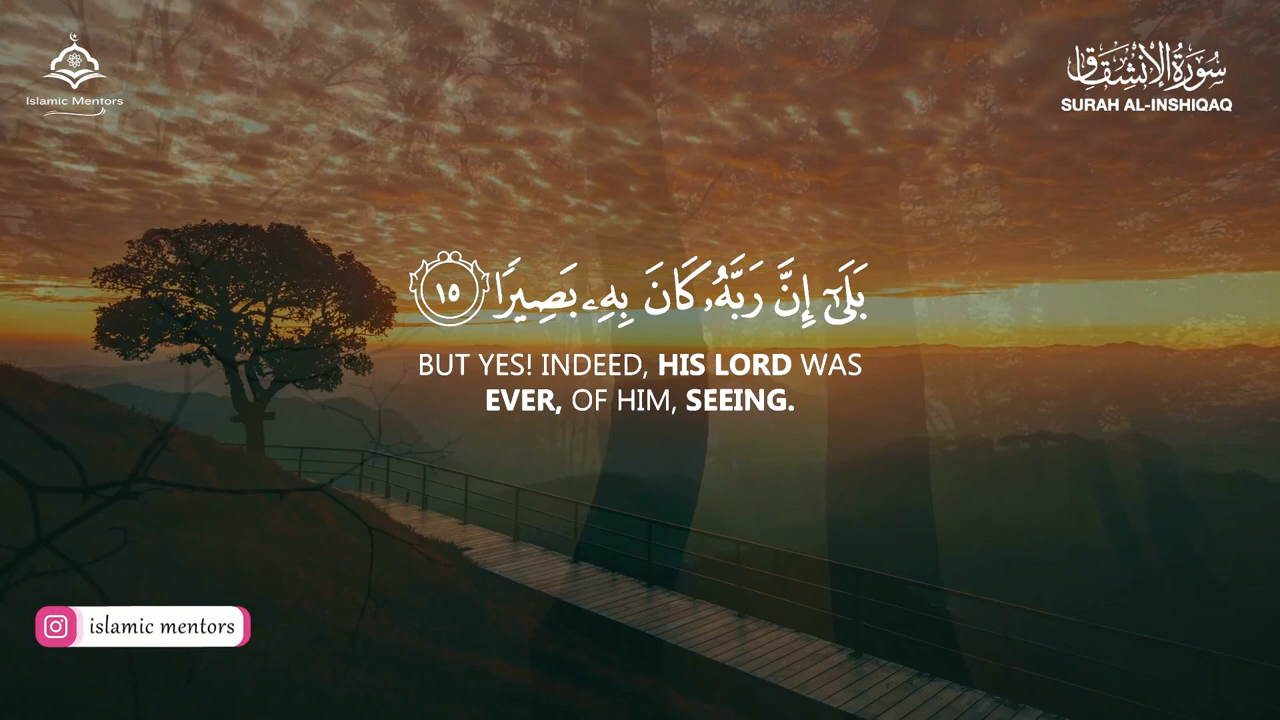 Islamic Mentors
سُورَةُ الْاِنْشِقَاقِ
SURAH AL-INSHIQAQ
بَلَىٰٓ إِنَّ رَبَّهُۥ كَانَ بِهِۦ بَصِيرًا ١٥
BUT YES! INDEED, HIS LORD WAS
EVER, OF HIM, SEEING.
islamic mentors